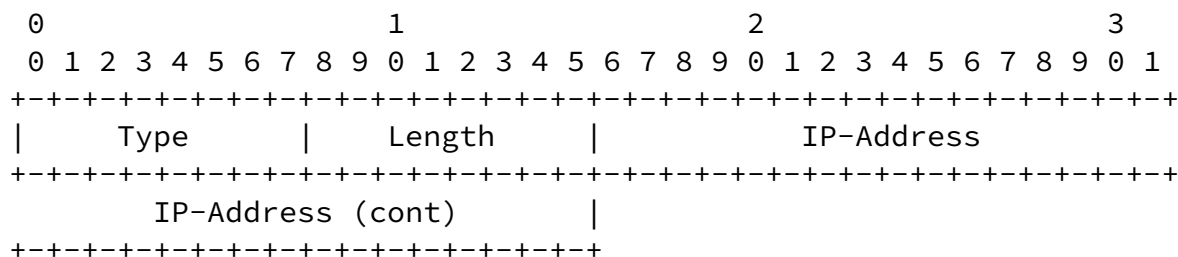 0                   1                   2                   3
 0 1 2 3 4 5 6 7 8 9 0 1 2 3 4 5 6 7 8 9 0 1 2 3 4 5 6 7 8 9 0 1
+-+-+-+-+-+-+-+-+-+-+-+-+-+-+-+-+-+-+-+-+-+-+-+-+-+-+-+-+-+-+-+-+
|     Type      |    Length     |           IP-Address
+-+-+-+-+-+-+-+-+-+-+-+-+-+-+-+-+-+-+-+-+-+-+-+-+-+-+-+-+-+-+-+-+
        IP-Address (cont)       |
+-+-+-+-+-+-+-+-+-+-+-+-+-+-+-+-+